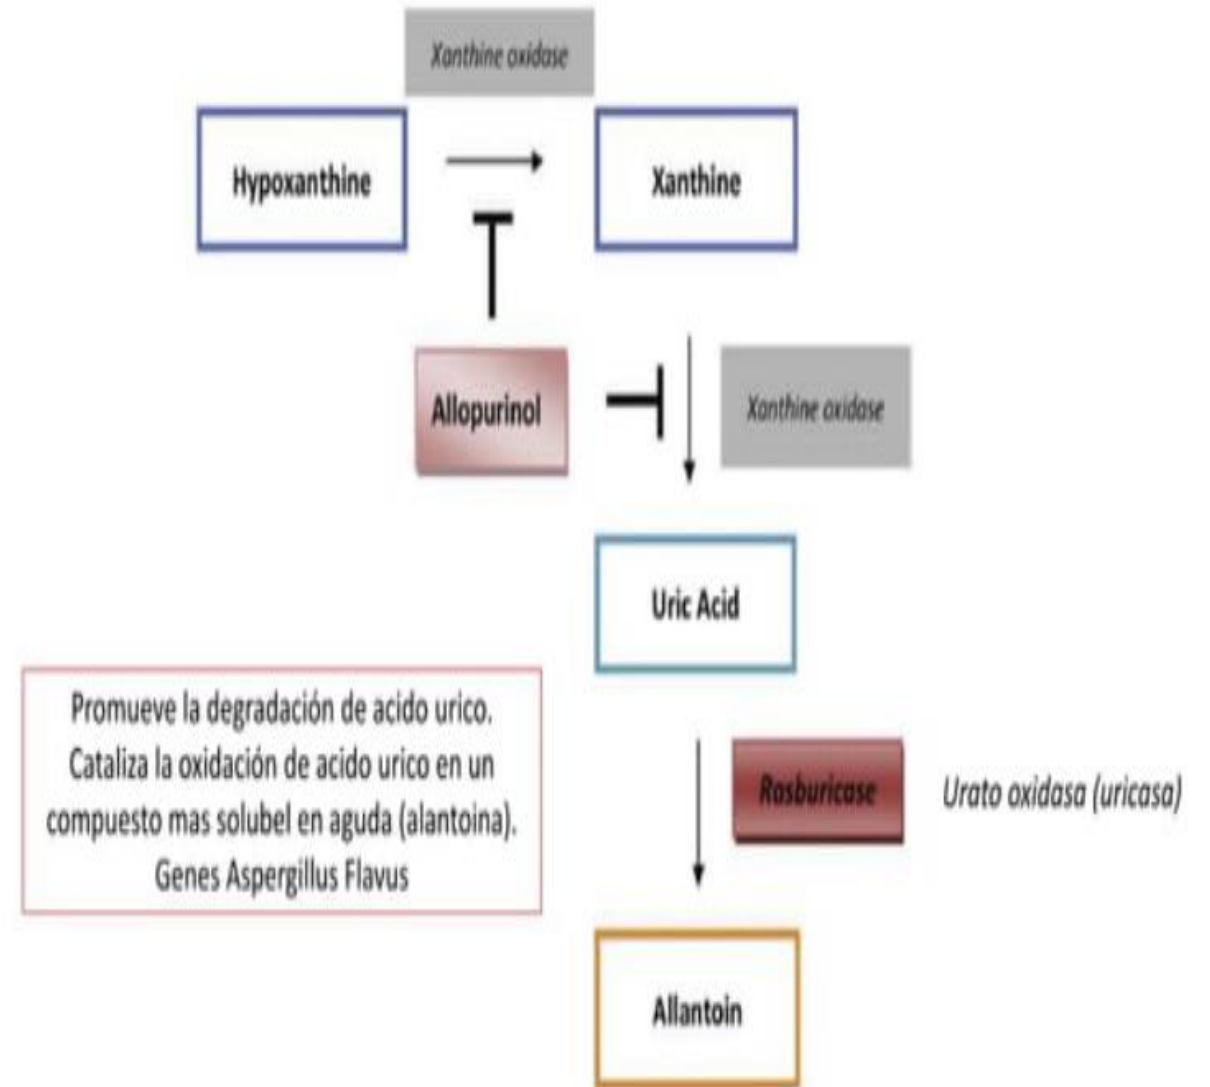 Xanthine oxidase
Hypoxanthine
Xanthine
Allopurinol
Xanthine oxidase
Uric Acid
Promueve la degradación de acido urico.
Cataliza la oxidación de acido urico en un
compuesto mas solubel en aguda (alantoina).
Genes Aspergillus Flavus
Rasburicase
Urato oxidasa (uricasa)
Allantoin